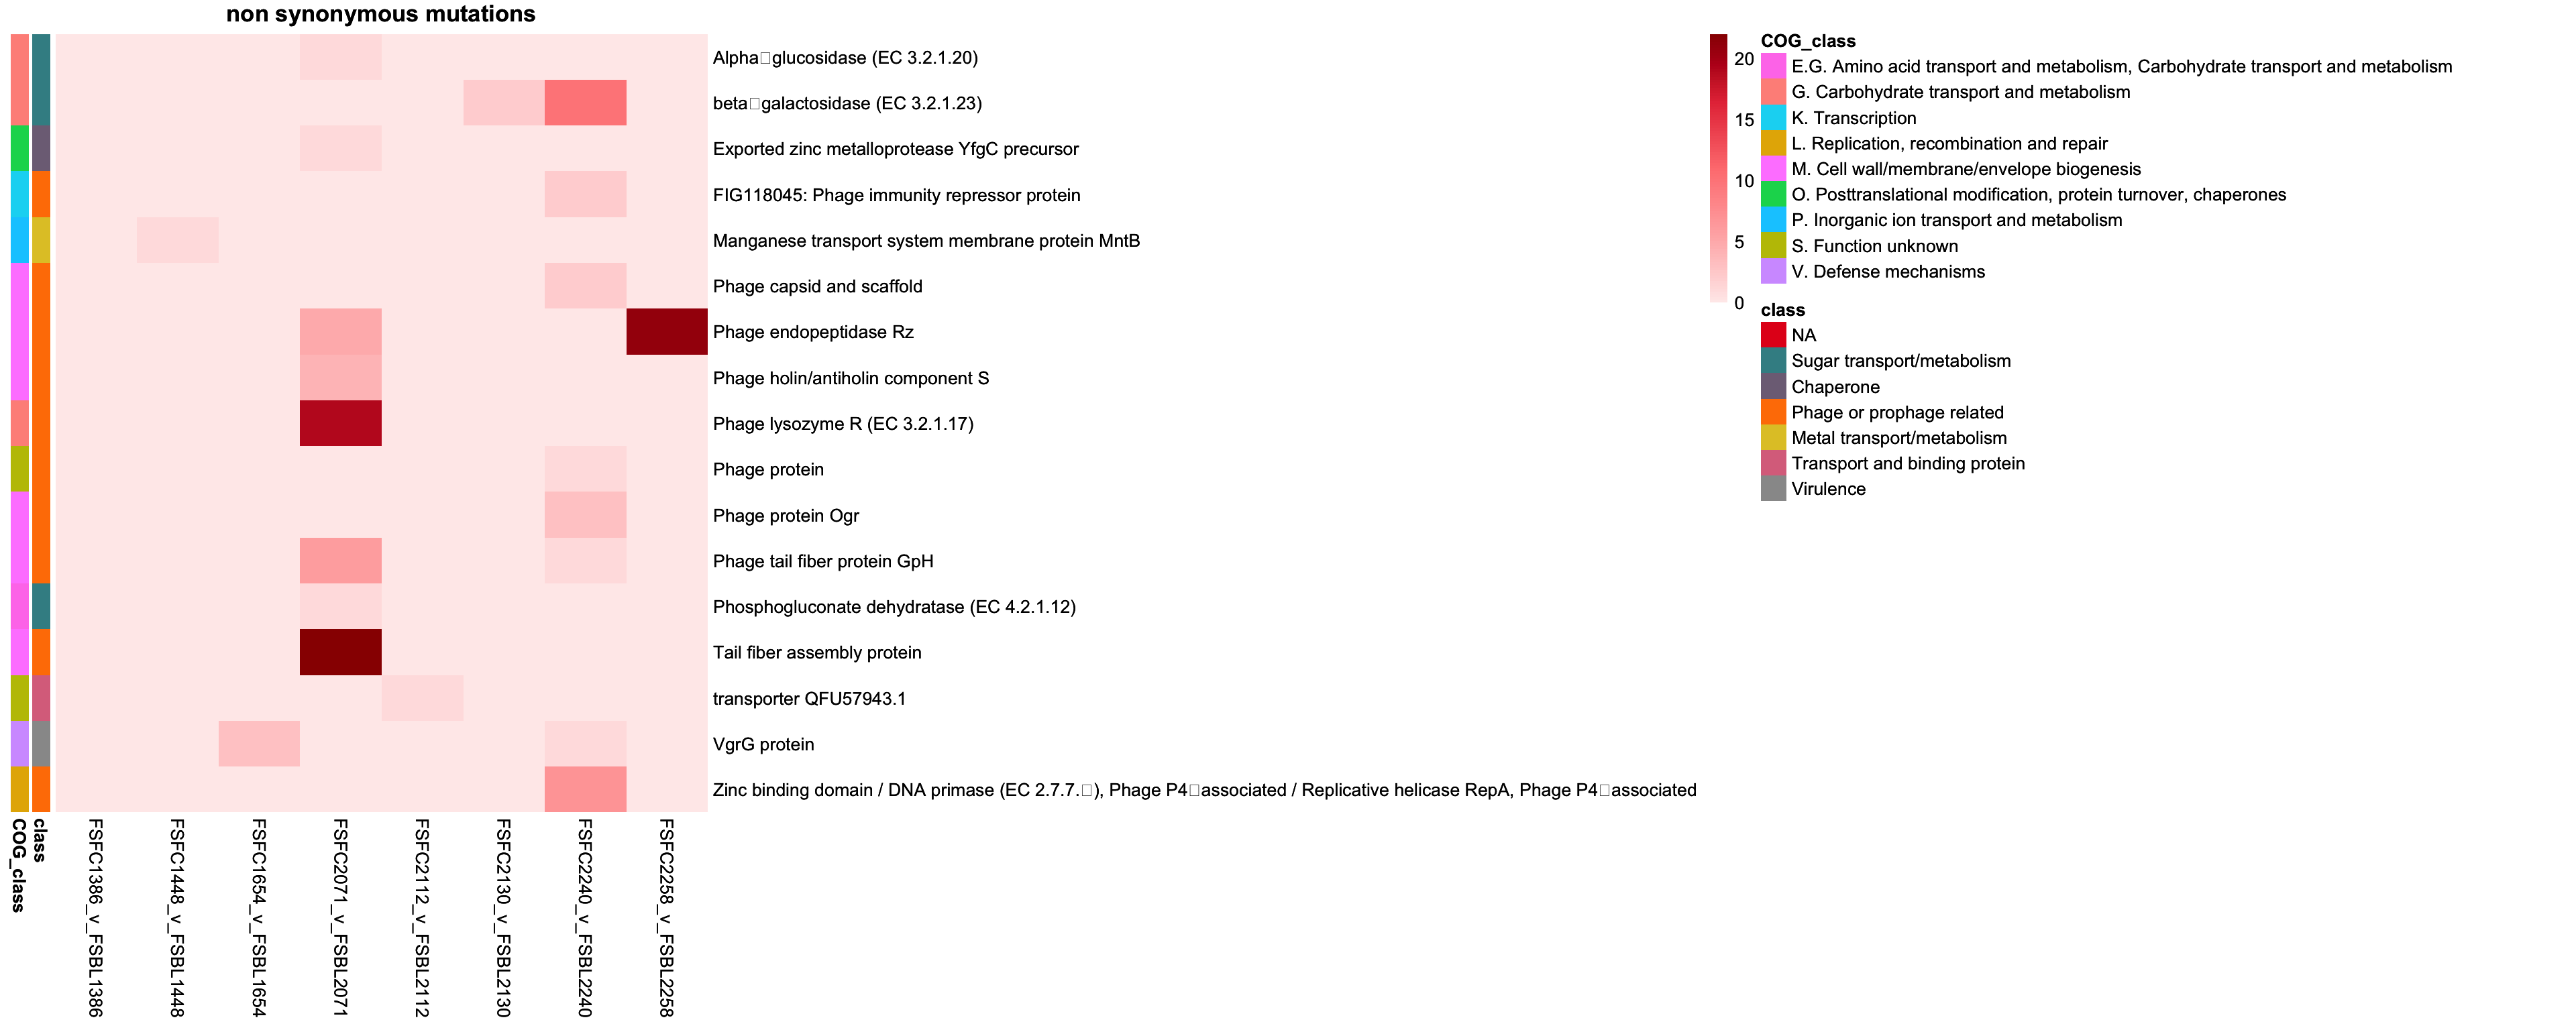 non synonymous mutations
Alpha□glucosidase (EC 3.2.1.20)
beta□galactosidase (EC 3.2.1.23)
Exported zinc metalloprotease YfgC precursor
FIG118045: Phage immunity repressor protein
Manganese transport system membrane protein MntB
Phage capsid and scaffold
Phage endopeptidase Rz
Phage holin/antiholin component S
Phage lysozyme R (EC 3.2.1.17)
Phage protein
Phage protein Ogr
Phage tail fiber protein GpH
Phosphogluconate dehydratase (EC 4.2.1.12)
Tail fiber assembly protein
transporter QFU57943.1
VgrG protein
Zinc binding domain / DNA primase (EC 2.7.7.□), Phage P4□associated / Replicative helicase RepA, Phage P4□associated
COG_class
class
FSFC1386_v_FSBL1386
FSFC1448_v_FSBL1448
FSFC1654_v_FSBL1654
FSFC2071_v_FSBL2071
FSFC2112_v_FSBL2112
FSFC2130_v_FSBL2130
FSFC2240_v_FSBL2240
FSFC2258_v_FSBL2258
20
15
10
5
0
COG_class
E.G. Amino acid transport and metabolism, Carbohydrate transport and metabolism
G. Carbohydrate transport and metabolism
K. Transcription
L. Replication, recombination and repair
M. Cell wall/membrane/envelope biogenesis
O. Posttranslational modification, protein turnover, chaperones
P. Inorganic ion transport and metabolism
S. Function unknown
V. Defense mechanisms
class
NA
Sugar transport/metabolism
Chaperone
Phage or prophage related
Metal transport/metabolism
Transport and binding protein
Virulence